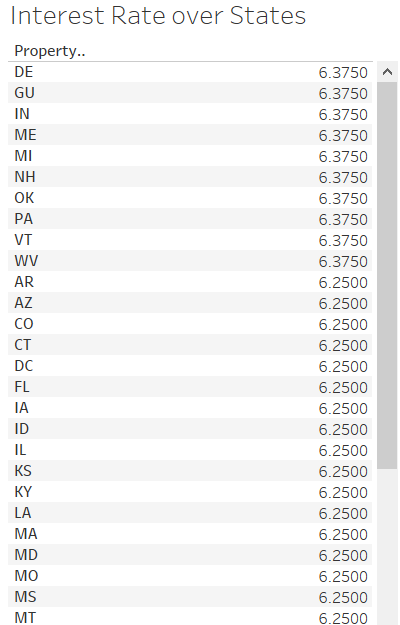 Interest Rate over States
Property..
DE 6.3750
GU 6.3750
IN 6.3750
ME 6.3750
MI 6.3750
NH 6.3750
OK 6.3750
PA 6.3750
VT 6.3750
WV 6.3750
AR 6.2500
AZ 6.2500
CO 6.2500
CT 6.2500
DC 6.2500
FL 6.2500
IA 6.2500
ID 6.2500
IL 6.2500
KS 6.2500
KY 6.2500
LA 6.2500
MA 6.2500
MD 6.2500
MO 6.2500
MS 6.2500
MT 6.2500